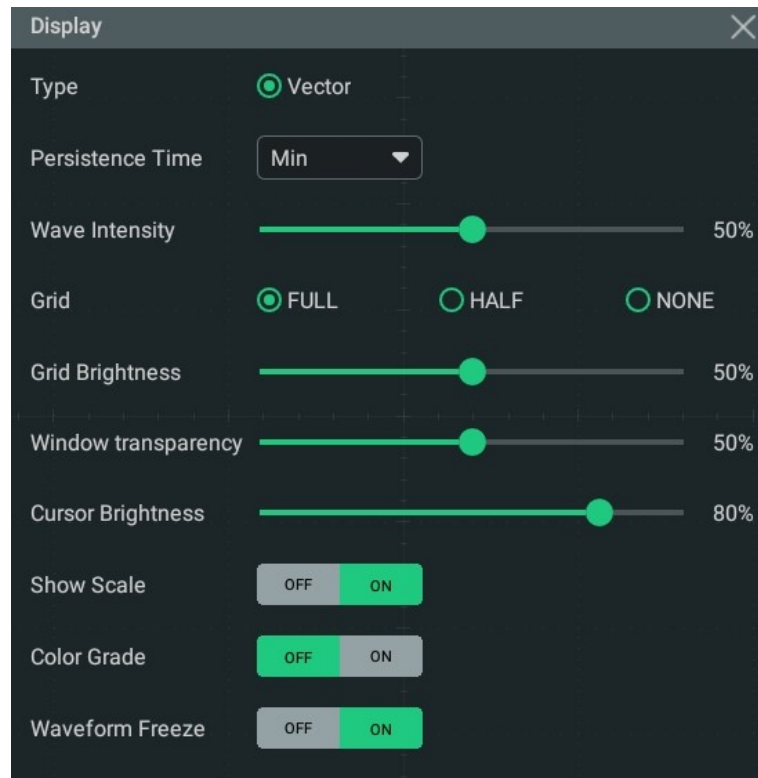 Display
Type Vector
Persistence Time Min
Wave Intensity 50%
Grid FULL HALF NONE
Grid Brightness 50%
Window transparency 50%
Cursor Brightness 80%
Show Scale OFF ON
Color Grade OFF ON
Waveform Freeze OFF ON